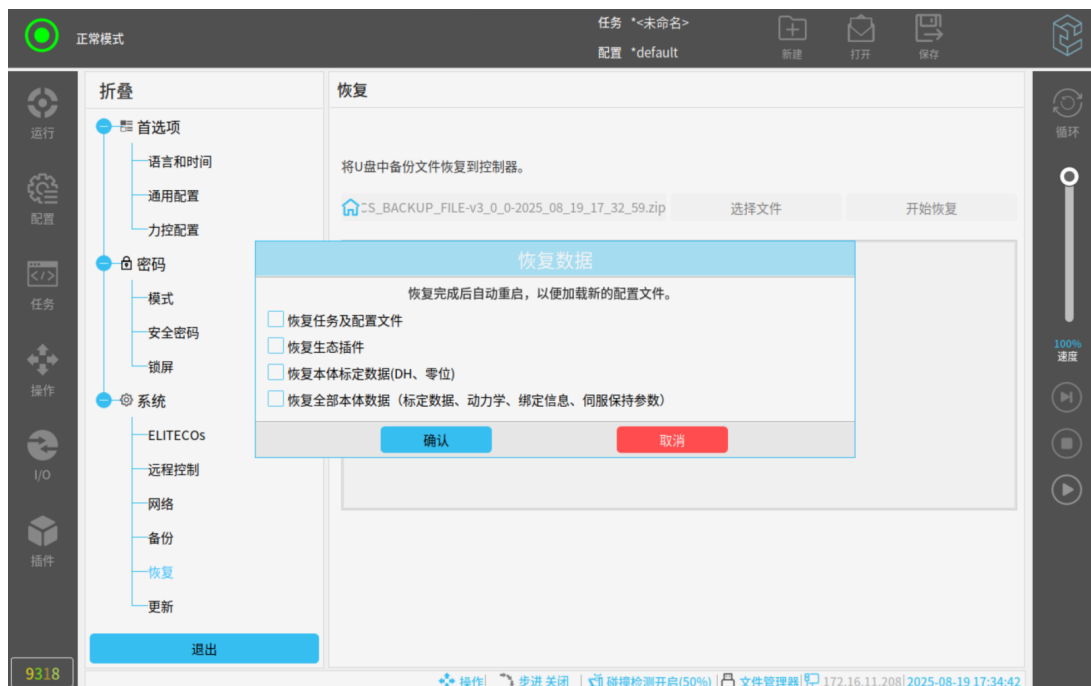 正常模式
任务 *<未命名>
配置 *default
新建
打开
保存
运行
配置
任务
操作
I/O
插件
9318
折叠
首选项
语言和时间
通用配置
力控配置
密码
模式
安全密码
锁屏
系统
ELITECOs
远程控制
网络
备份
恢复
更新
退出
恢复
将U盘中备份文件恢复到控制器。
CS_BACKUP_FILE-v3_0_0-2025_08_19_17_32_59.zip
选择文件
开始恢复
恢复数据
恢复完成后自动重启，以便加载新的配置文件。
恢复任务及配置文件
恢复生态插件
恢复本体标定数据(DH、零位)
恢复全部本体数据（标定数据、动力学、绑定信息、伺服保持参数）
确认
取消
循环
100%
速度
操作 步进 关闭 碰撞检测开启(50%) 文件管理器 172.16.11.208 2025-08-19 17:34:42